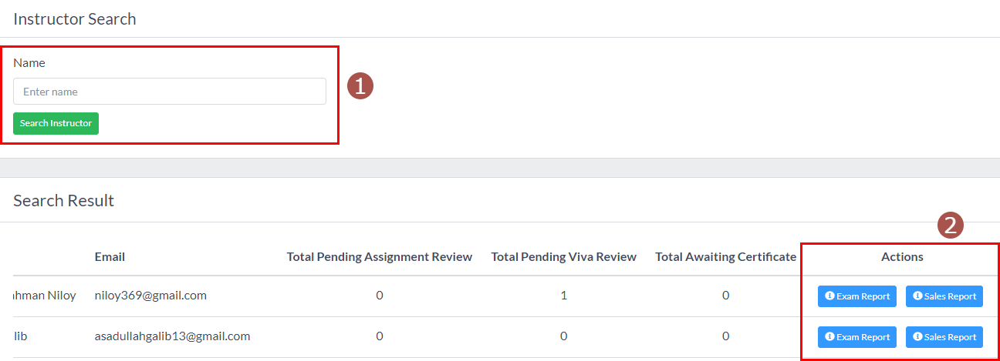 Instructor Search
Name
Enter name
1
Search Instructor
Search Result
2
Email Total Pending Assignment Review Total Pending Viva Review Total Awaiting Certificate Actions
hman Niloy niloy369@gmail.com 0 1 0 Exam Report Sales Report
lib asadullahgalib13@gmail.com 0 0 0 Exam Report Sales Report